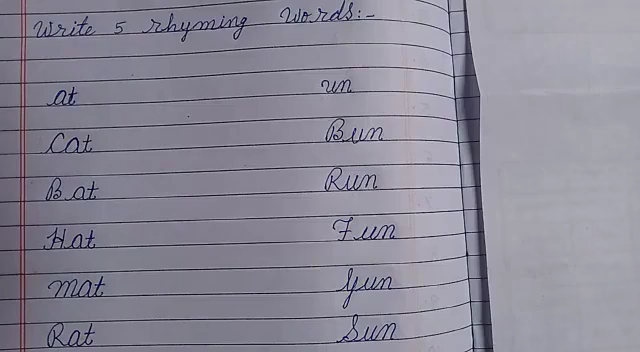 Write 5 rhyming Words:-
at un
Cat Bun
Bat Run
Hat Fun
mat Gun
Rat Sun